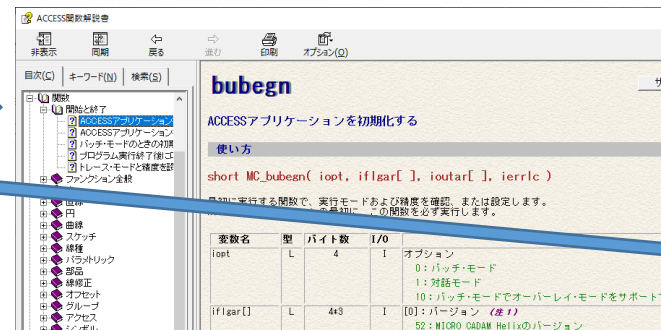 ACCESS関数解説書
非表示 同期 戻る 進む 印刷 オプション(O)
目次(C) キーワード(N) 検索(S)
関数
開始と終了
ACCESSアプリケーション
ACCESSアプリケーション
バッチ・モードのときの初期
プログラム実行終了後に
トレース・モードと精度を
ファンクション全般
直線
円
曲線
スケッチ
線種
パラメトリック
部品
線修正
オフセット
グループ
アクセス
シンボル
bubegn
サ
ACCESSアプリケーションを初期化する
使い方
short MC_bubegn( iopt, iflgar[ ], ioutar[ ], ierrlc )
最初に実行する関数で、実行モードおよび精度を確認、または設定します。
の最初に、この関数を必ず実行します。
変数名 型 バイト数 I/O
iopt L 4 I オプション
0：バッチ・モード
1：対話モード
10：バッチ・モードでオーバーレイ・モードをサポート
iflgar[] L 4*3 I [0]：バージョン (注1)
52：MICRO CADAM Helixのバージョン